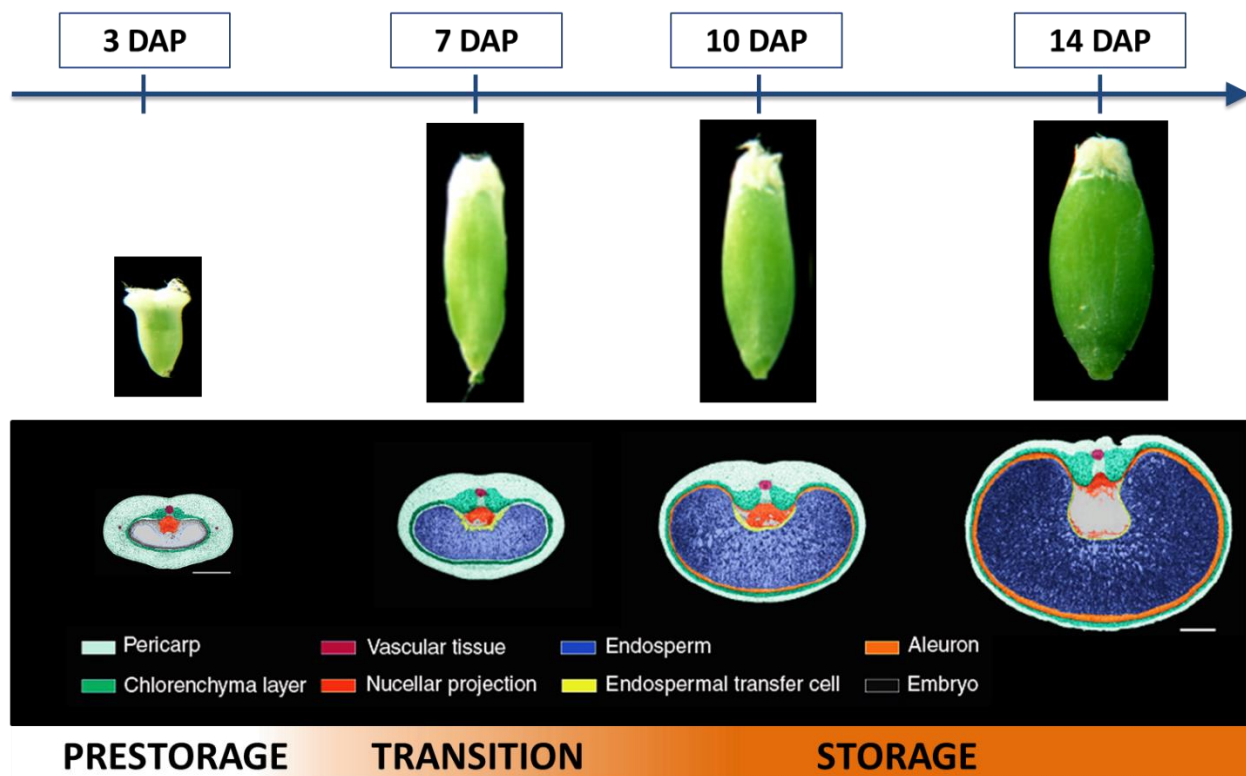 3 DAP 7 DAP 10 DAP 14 DAP
Pericarp Vascular tissue Endosperm Aleuron
Chlorenchyma layer Nucellar projection Endospermal transfer cell Embryo
PRESTORAGE TRANSITION STORAGE